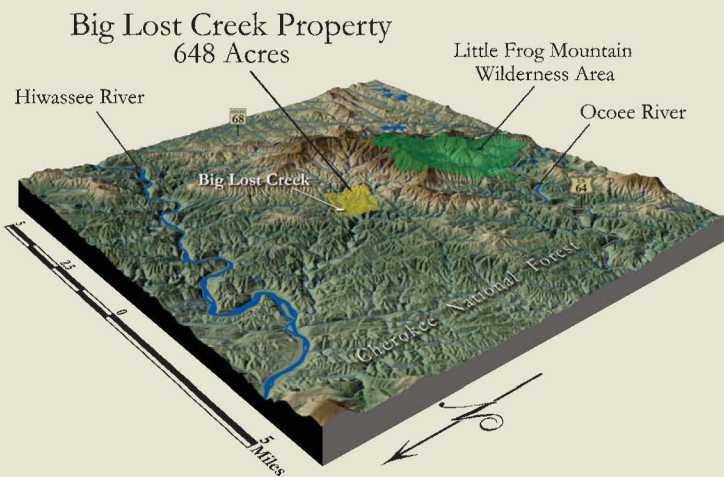 Big Lost Creek Property
648 Acres
Little Frog Mountain
Wilderness Area
Hiwassee River
68
Ocoee River
Big Lost Creek
64
Cherokee National Forest
5
2.5
0
5
Miles
N